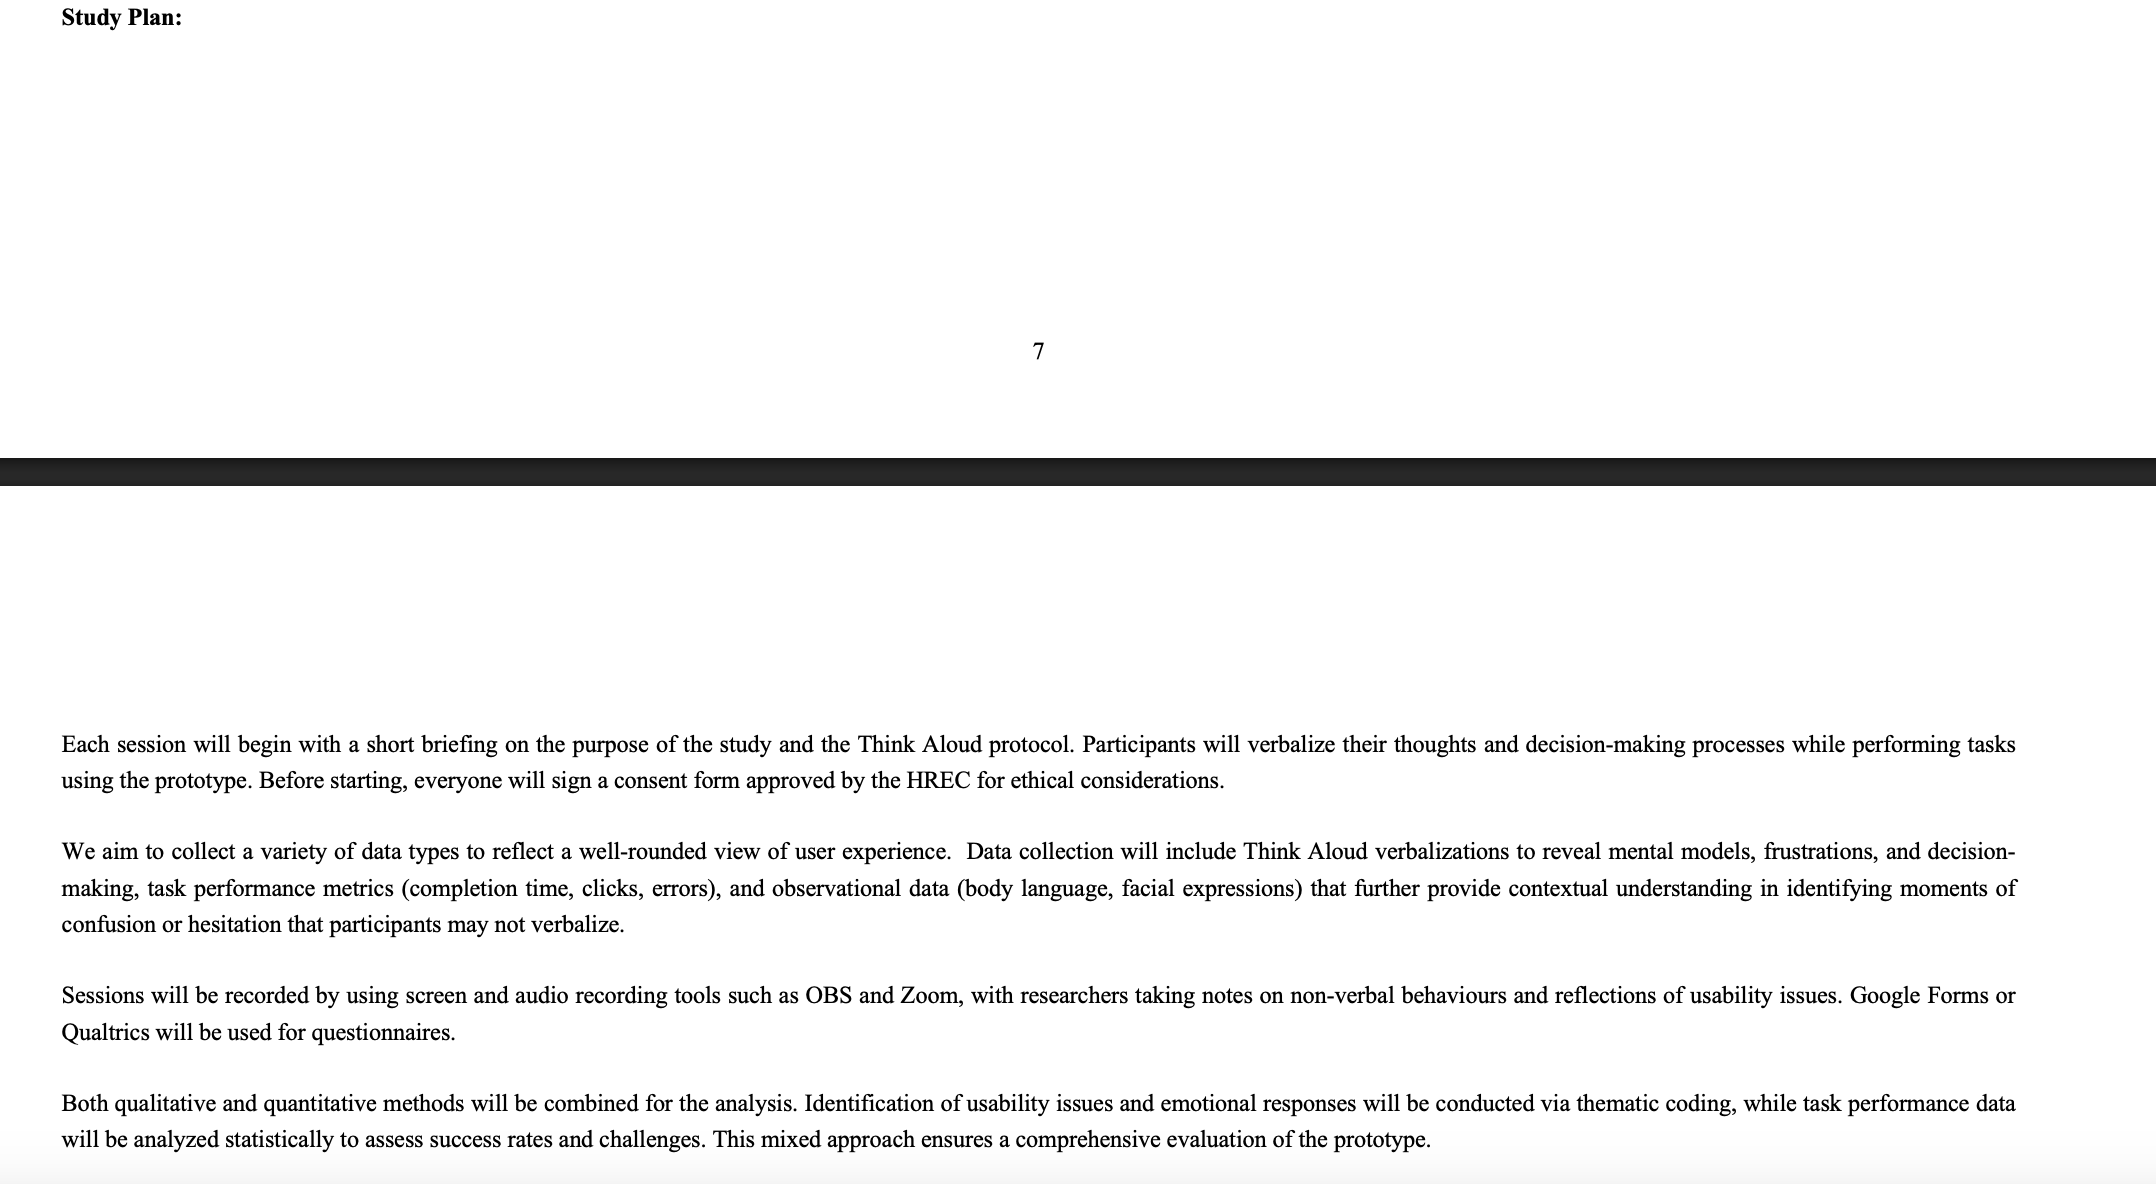 Study Plan:
7
Each session will begin with a short briefing on the purpose of the study and the Think Aloud protocol. Participants will verbalize their thoughts and decision-making processes while performing tasks
using the prototype. Before starting, everyone will sign a consent form approved by the HREC for ethical considerations.
We aim to collect a variety of data types to reflect a well-rounded view of user experience.  Data collection will include Think Aloud verbalizations to reveal mental models, frustrations, and decision-
making, task performance metrics (completion time, clicks, errors), and observational data (body language, facial expressions) that further provide contextual understanding in identifying moments of
confusion or hesitation that participants may not verbalize.
Sessions will be recorded by using screen and audio recording tools such as OBS and Zoom, with researchers taking notes on non-verbal behaviours and reflections of usability issues. Google Forms or
Qualtrics will be used for questionnaires.
Both qualitative and quantitative methods will be combined for the analysis. Identification of usability issues and emotional responses will be conducted via thematic coding, while task performance data
will be analyzed statistically to assess success rates and challenges. This mixed approach ensures a comprehensive evaluation of the prototype.